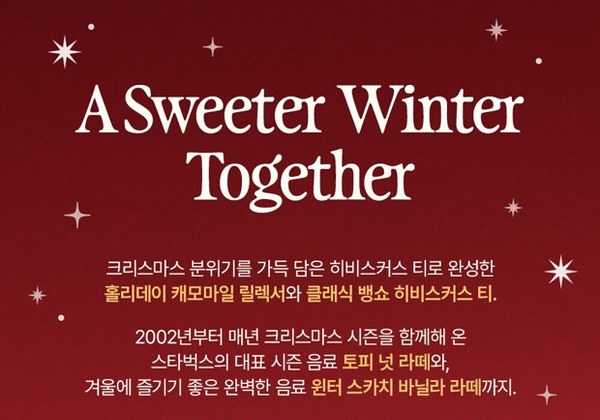 A Sweeter Winter
Together
크리스마스 분위기를 가득 담은 히비스커스 티로 완성한
홀리데이 캐모마일 릴렉서와 클래식 뱅쇼 히비스커스 티.
2002년부터 매년 크리스마스 시즌을 함께해 온
스타벅스의 대표 시즌 음료 토피 넛 라떼와,
겨울에 즐기기 좋은 완벽한 음료 윈터 스카치 바닐라 라떼까지.